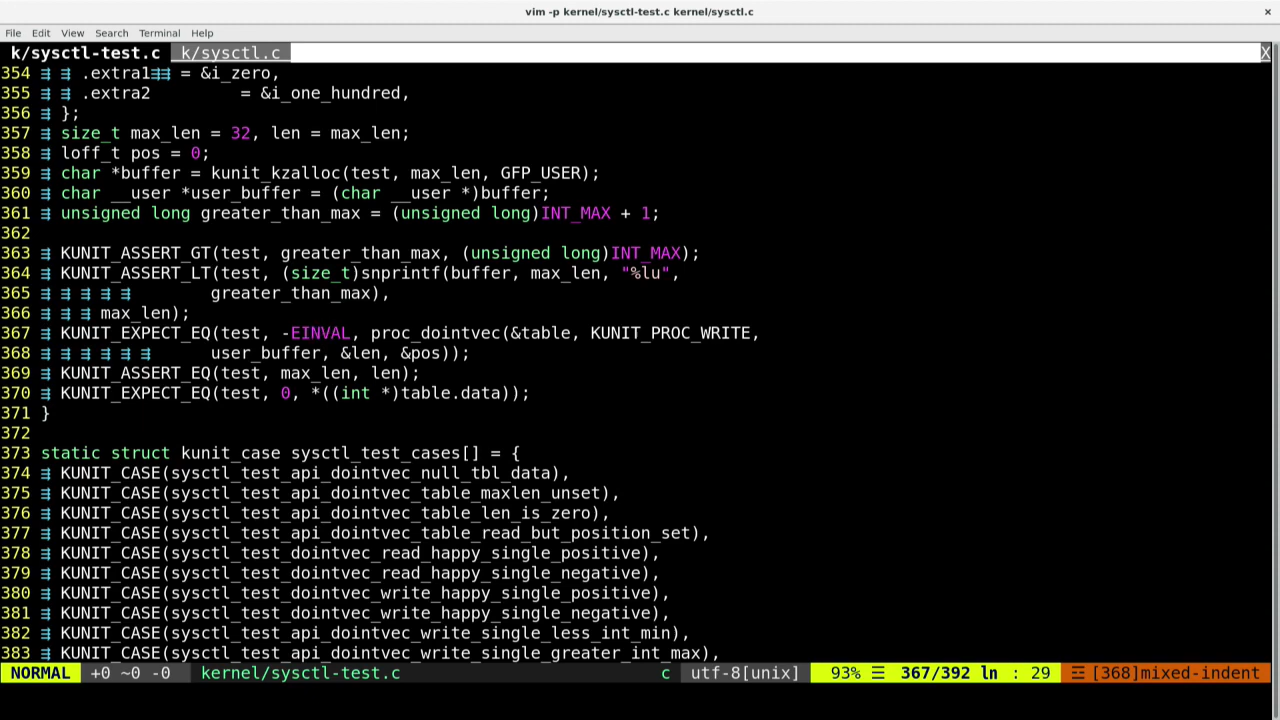 vim -p kernel/sysctl-test.c kernel/sysctl.c
File Edit View Search Terminal Help
k/sysctl-test.c k/sysctl.c X
354 .extra1 = &i_zero,
355 .extra2 = &i_one_hundred,
356 };
357 size_t max_len = 32, len = max_len;
358 loff_t pos = 0;
359 char *buffer = kunit_kzalloc(test, max_len, GFP_USER);
360 char __user *user_buffer = (char __user *)buffer;
361 unsigned long greater_than_max = (unsigned long)INT_MAX + 1;
362
363 KUNIT_ASSERT_GT(test, greater_than_max, (unsigned long)INT_MAX);
364 KUNIT_ASSERT_LT(test, (size_t)snprintf(buffer, max_len, "%lu",
365 greater_than_max),
366 max_len);
367 KUNIT_EXPECT_EQ(test, -EINVAL, proc_dointvec(&table, KUNIT_PROC_WRITE,
368 user_buffer, &len, &pos));
369 KUNIT_ASSERT_EQ(test, max_len, len);
370 KUNIT_EXPECT_EQ(test, 0, *((int *)table.data));
371 }
372
373 static struct kunit_case sysctl_test_cases[] = {
374 KUNIT_CASE(sysctl_test_api_dointvec_null_tbl_data),
375 KUNIT_CASE(sysctl_test_api_dointvec_table_maxlen_unset),
376 KUNIT_CASE(sysctl_test_api_dointvec_table_len_is_zero),
377 KUNIT_CASE(sysctl_test_api_dointvec_table_read_but_position_set),
378 KUNIT_CASE(sysctl_test_dointvec_read_happy_single_positive),
379 KUNIT_CASE(sysctl_test_dointvec_read_happy_single_negative),
380 KUNIT_CASE(sysctl_test_dointvec_write_happy_single_positive),
381 KUNIT_CASE(sysctl_test_dointvec_write_happy_single_negative),
382 KUNIT_CASE(sysctl_test_api_dointvec_write_single_less_int_min),
383 KUNIT_CASE(sysctl_test_api_dointvec_write_single_greater_int_max),
NORMAL +0 ~0 -0 kernel/sysctl-test.c c utf-8[unix] 93% ☰ 367/392 ln : 29 ☲ [368]mixed-indent